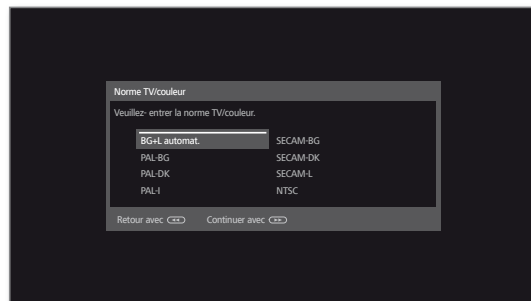 Norme TV/couleur
Veuillez- entrer la norme TV/couleur.
BG+L automat. SECAM-BG
PAL-BG SECAM-DK
PAL-DK SECAM-L
PAL-I NTSC
Retour avec Continuer avec